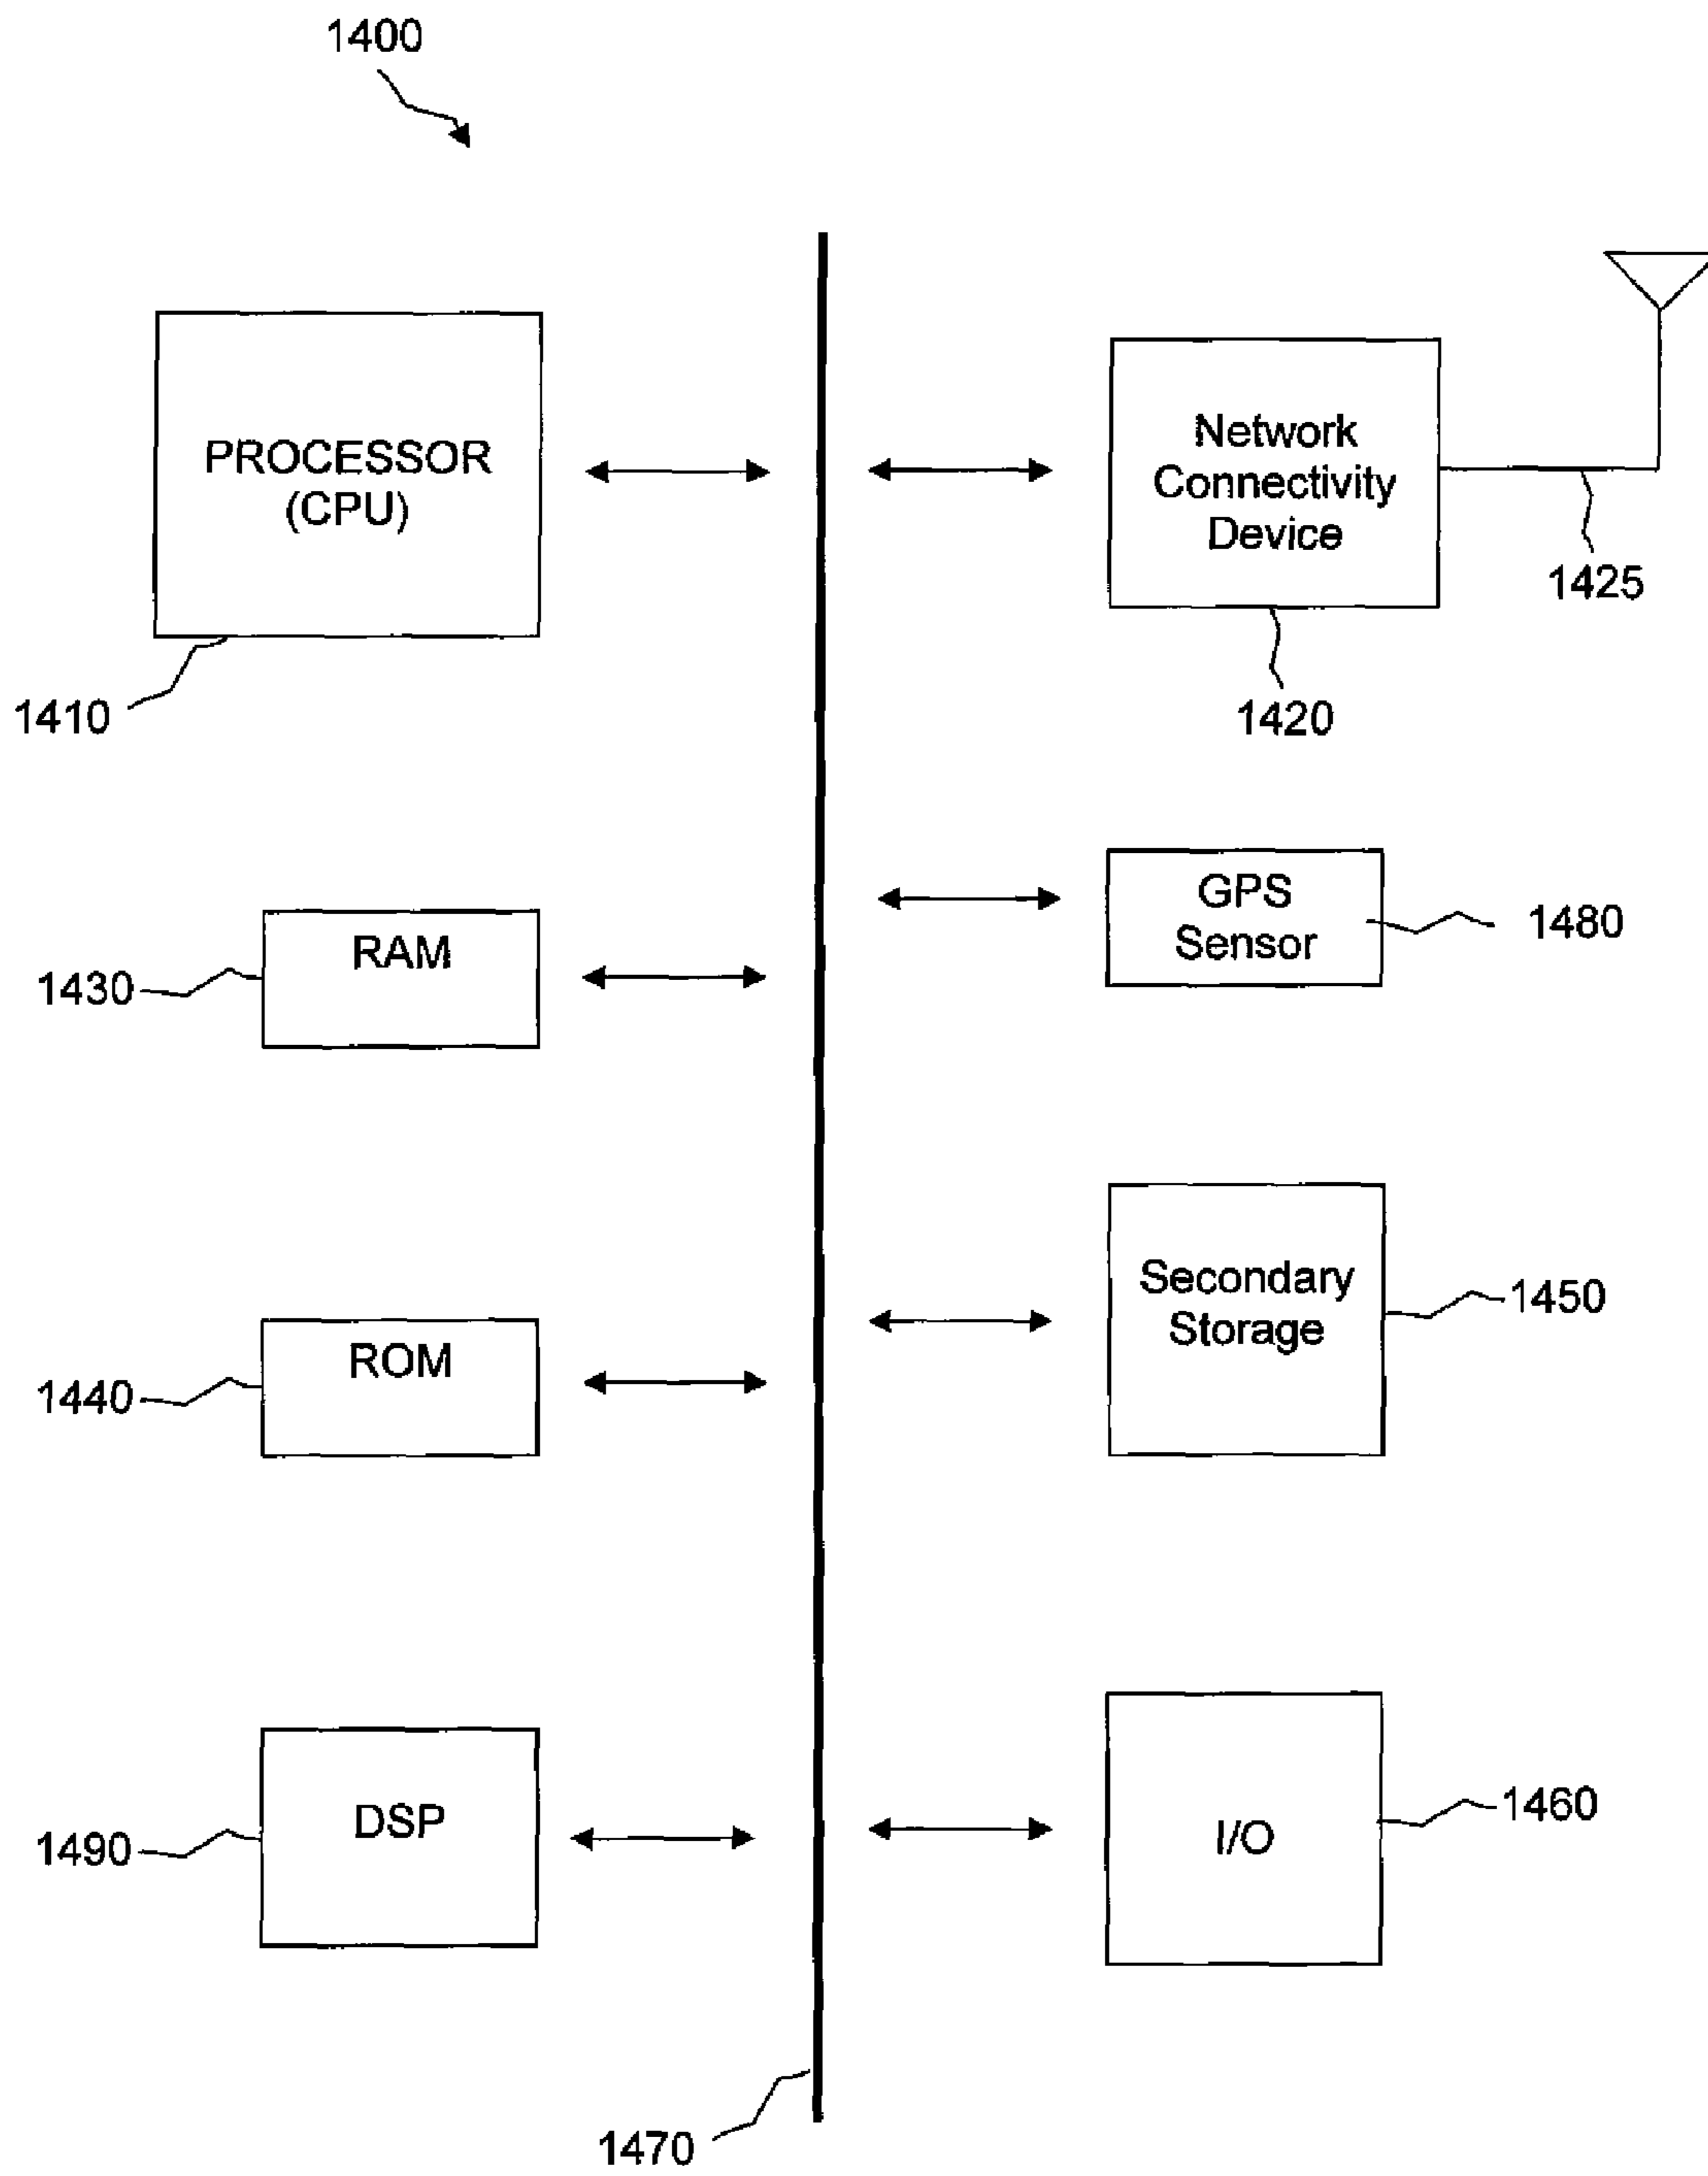 1400
PROCESSOR
(CPU)
1410
Network
Connectivity
Device
1425
1420
RAM
1430
GPS
Sensor
1480
ROM
1440
Secondary
Storage
1450
DSP
1490
I/O
1460
1470